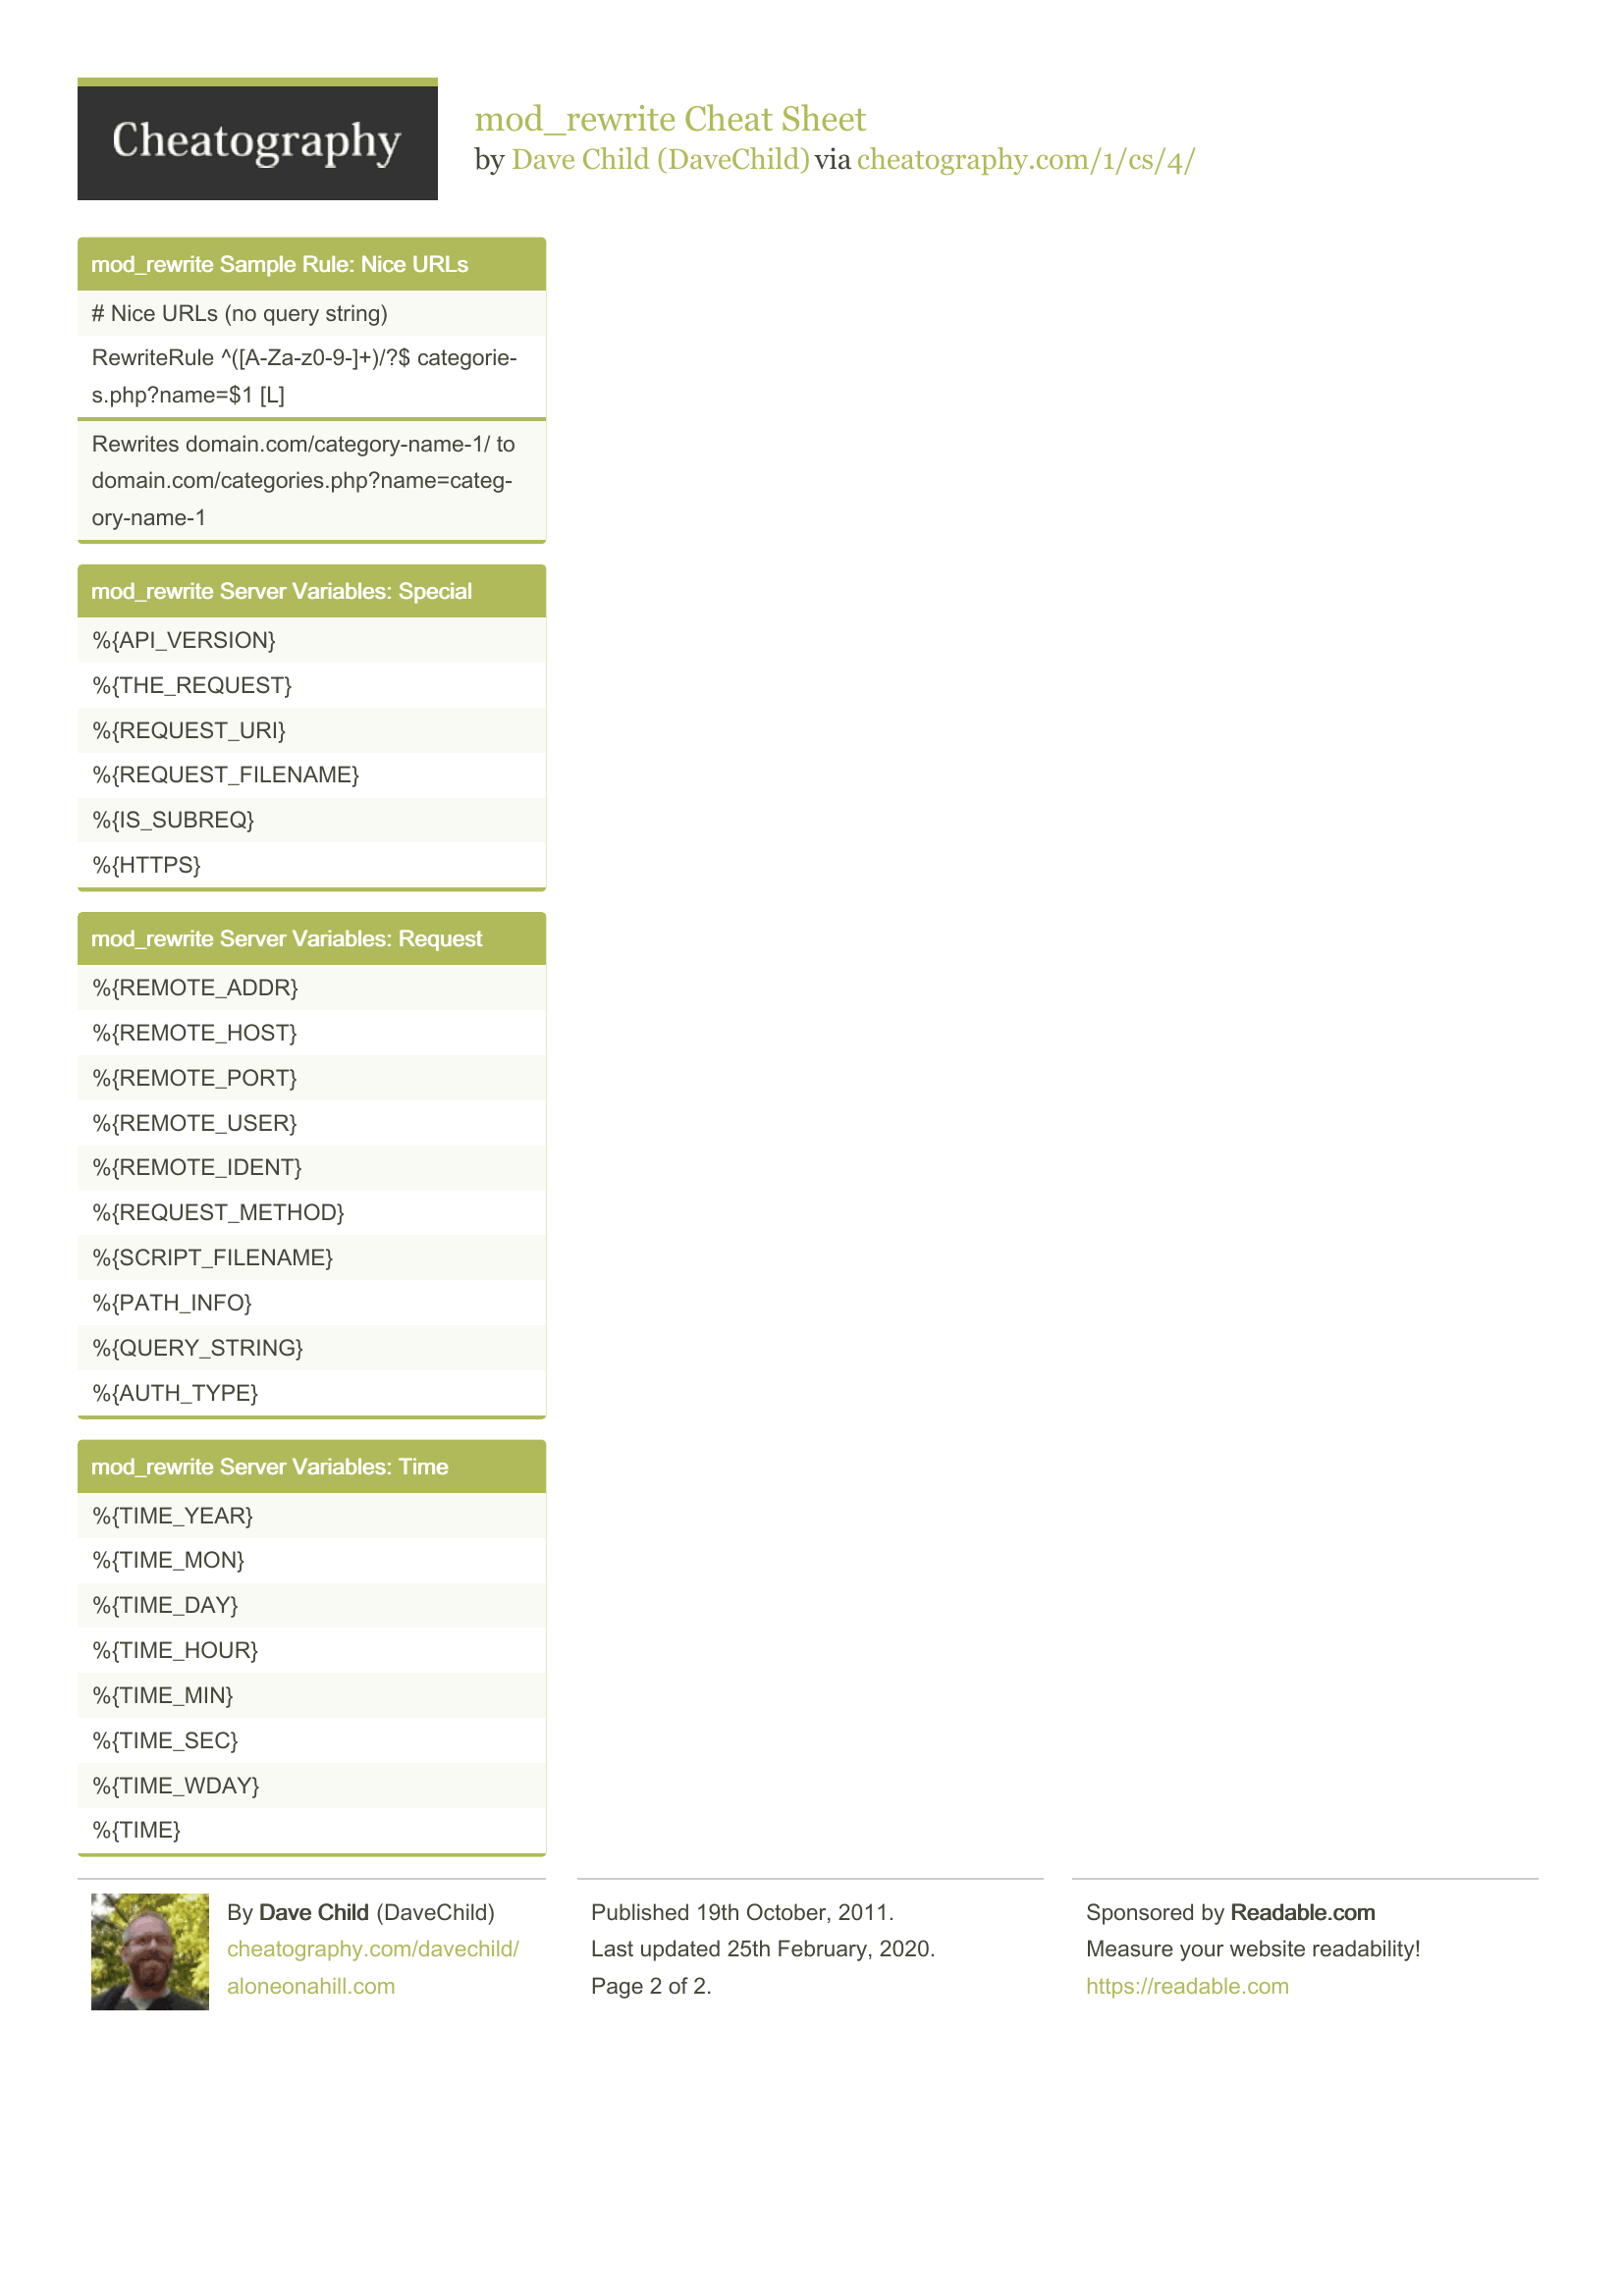 Cheatography
mod_rewrite Cheat Sheet
by Dave Child (DaveChild) via cheatography.com/1/cs/4/
mod_rewrite Sample Rule: Nice URLs
# Nice URLs (no query string)
RewriteRule ^([A-Za-z0-9-]+)/?$ categorie-
s.php?name=$1 [L]
Rewrites domain.com/category-name-1/ to
domain.com/categories.php?name=categ-
ory-name-1
mod_rewrite Server Variables: Special
%{API_VERSION}
%{THE_REQUEST}
%{REQUEST_URI}
%{REQUEST_FILENAME}
%{IS_SUBREQ}
%{HTTPS}
mod_rewrite Server Variables: Request
%{REMOTE_ADDR}
%{REMOTE_HOST}
%{REMOTE_PORT}
%{REMOTE_USER}
%{REMOTE_IDENT}
%{REQUEST_METHOD}
%{SCRIPT_FILENAME}
%{PATH_INFO}
%{QUERY_STRING}
%{AUTH_TYPE}
mod_rewrite Server Variables: Time
%{TIME_YEAR}
%{TIME_MON}
%{TIME_DAY}
%{TIME_HOUR}
%{TIME_MIN}
%{TIME_SEC}
%{TIME_WDAY}
%{TIME}
By Dave Child (DaveChild)
cheatography.com/davechild/
aloneonahill.com
Published 19th October, 2011.
Last updated 25th February, 2020.
Page 2 of 2.
Sponsored by Readable.com
Measure your website readability!
https://readable.com